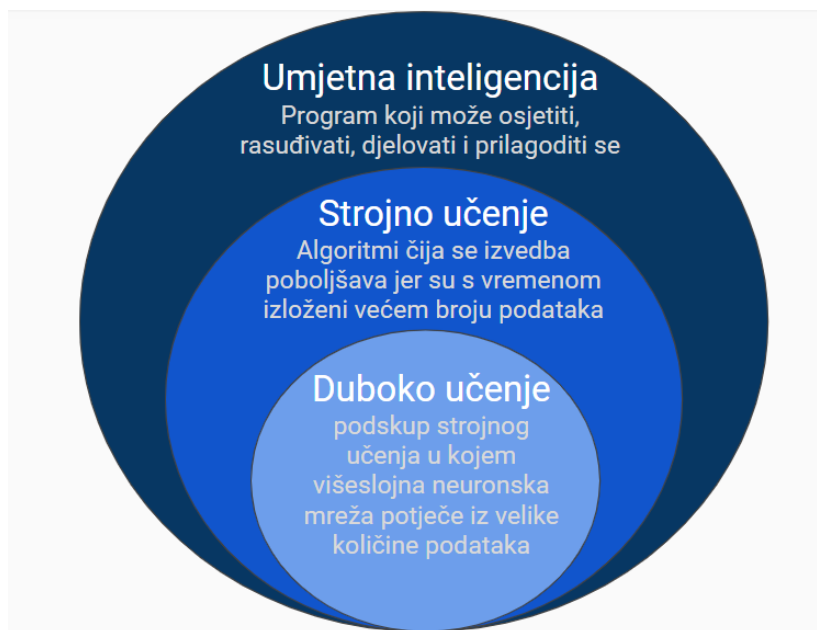 Umjetna inteligencija
Program koji može osjetiti,
rasuđivati, djelovati i prilagoditi se
Strojno učenje
Algoritmi čija se izvedba
poboljšava jer su s vremenom
izloženi većem broju podataka
Duboko učenje
podskup strojnog
učenja u kojem
višeslojna neuronska
mreža potječe iz velike
količine podataka